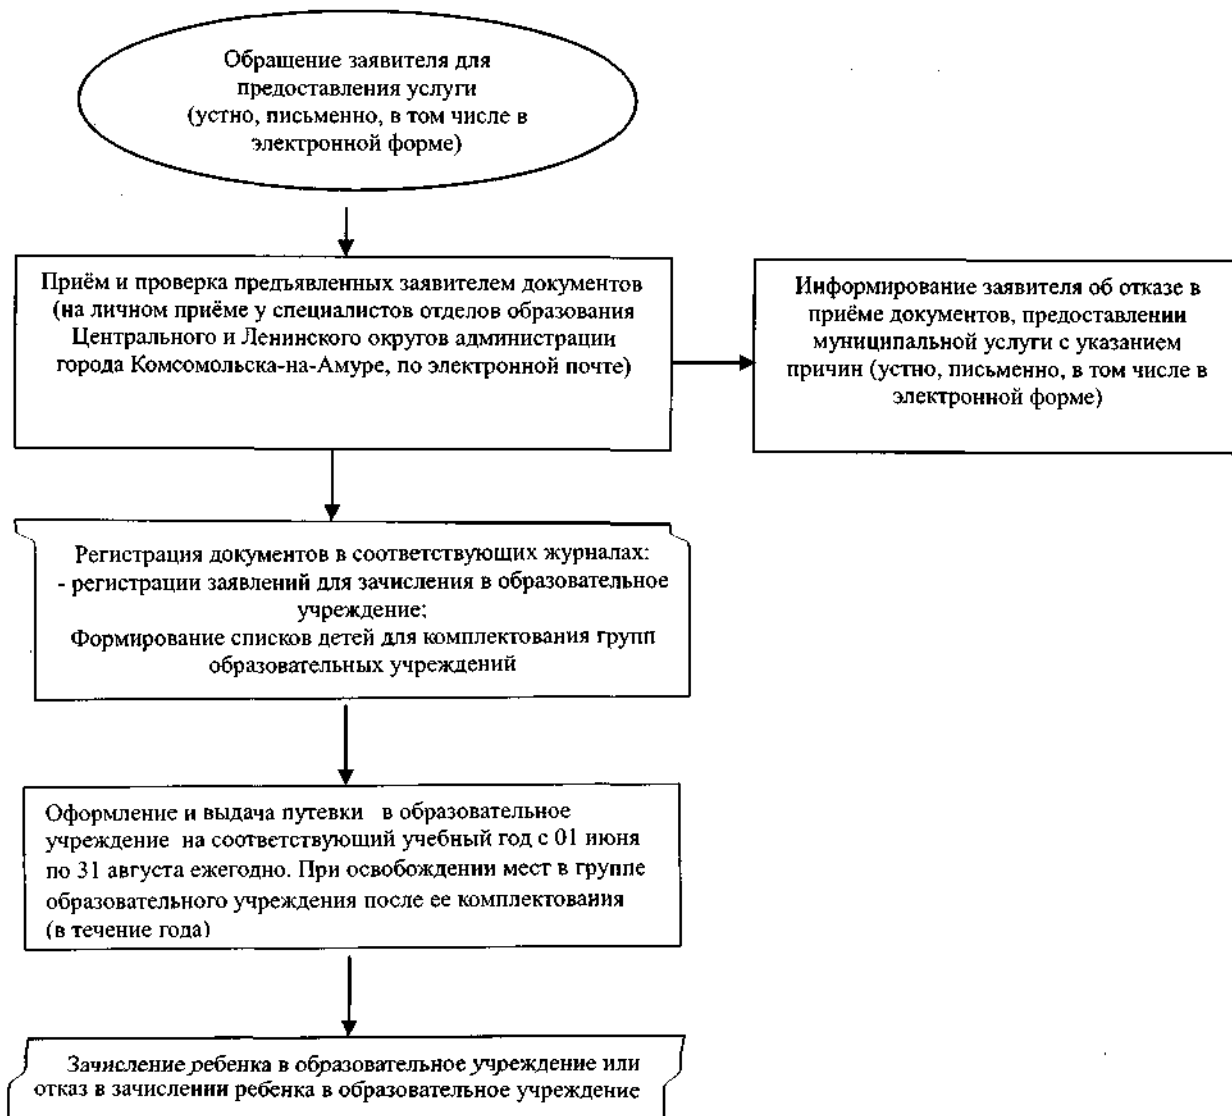 Обращение заявителя для
предоставления услуги
(устно, письменно, в том числе в
электронной форме)
Приём и проверка предъявленных заявителем документов
(на личном приёме у специалистов отделов образования
Центрального и Ленинского округов администрации
города Комсомольска-на-Амуре, по электронной почте)
Информирование заявителя об отказе в
приёме документов, предоставлении
муниципальной услуги с указанием
причин (устно, письменно, в том числе в
электронной форме)
Регистрация документов в соответствующих журналах:
- регистрации заявлений для зачисления в образовательное
учреждение;
Формирование списков детей для комплектования групп
образовательных учреждений
Оформление и выдача путевки в образовательное
учреждение на соответствующий учебный год с 01 июня
по 31 августа ежегодно. При освобождении мест в группе
образовательного учреждения после ее комплектования
(в течение года)
Зачисление ребенка в образовательное учреждение или
отказ в зачислении ребенка в образовательное учреждение